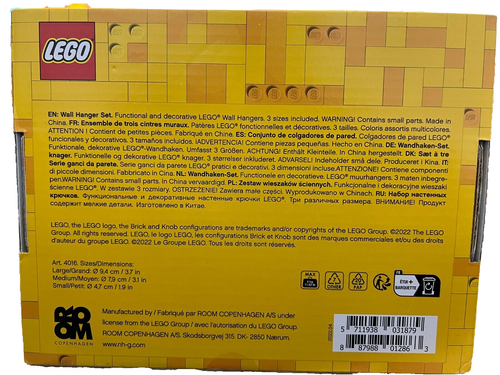 LEGO
EN: Wall Hanger Set. Functional and decorative LEGO® Wall Hangers. 3 sizes included. WARNING! Contains small parts. Made in
China. FR: Ensemble de trois cintres muraux. Patères LEGO® fonctionnelles et décoratives. 3 tailles. Coloris assortis multicolores.
ATTENTION ! Contient de petites pièces. Fabriqué en Chine. ES: Conjunto de colgadores de pared. Colgadores de pared LEGO®
funcionales y decorativos. 3 tamaños incluidos. ¡ADVERTENCIA! Contiene piezas pequeñas. Hecho en China. DE: Wandhaken-Set.
Funktionale, dekorative LEGO®-Wandhaken. Umfasst 3 Größen. ACHTUNG! Enthält Kleinteile. In China hergestellt. DK: Sæt à tre
knager. Funktionelle og dekorative LEGO® knager. 3 størrelser inkluderet. ADVARSEL! Indeholder små dele. Produceret i Kina. IT:
Serie ganci da parete. Serie ganci da parete LEGO® pratici e decorativi. 3 dimensioni incluse. ATTENZIONE! Contiene componenti
di piccole dimensioni. Fabbricato in Cina. NL: Wandhaken-set. Functionele en decoratieve LEGO® muurhangers. 3 maten inbegre-
pen. WARNING! Contains small parts. In China vervaardigd. PL: Zestaw wieszaków ściennych. Funkcjonalne i dekoracyjne wieszaki
ścienne LEGO®. W zestawie 3 rozmiary. OSTRZEŻENIE! Zawiera małe części. Wyprodukowano w Chinach. RU: Набор настенных
крючков. Функциональные и декоративные настенные крючки LEGO®. Три различных размера. ВНИМАНИЕ! Продукт
содержит мелкие детали. Изготовлено в Китае.
LEGO, the LEGO logo, the Brick and Knob configurations are trademarks and/or copyrights of the LEGO Group. ©2022 The LEGO
Group. All rights reserved. LEGO, le logo LEGO, les configurations Brick et Knob sont des marques commerciales et/ou des droits
d'auteur du groupe LEGO. ©2022 Le Groupe LEGO. Tous les droits sont réservés.
Art. 4016. Sizes/Dimensions:
Large/Grand: Ø 9,4 cm / 3.7 in
Medium/Moyen: Ø 7,9 cm / 3.1 in
Small/Petit: Ø 4,7 cm / 1.9 in
MAX
PAP
ÉTUI +
BARQUETTE
ROOM
COPENHAGEN
Manufactured by / Fabriqué par ROOM COPENHAGEN A/S under
license from the LEGO Group / avec l'autorisation du LEGO Group.
ROOM COPENHAGEN A/S, Skodsborgvej 311, DK- 2850 Nærum.
www.rih-g.com
5 711938 031879
8 87988 01286 3